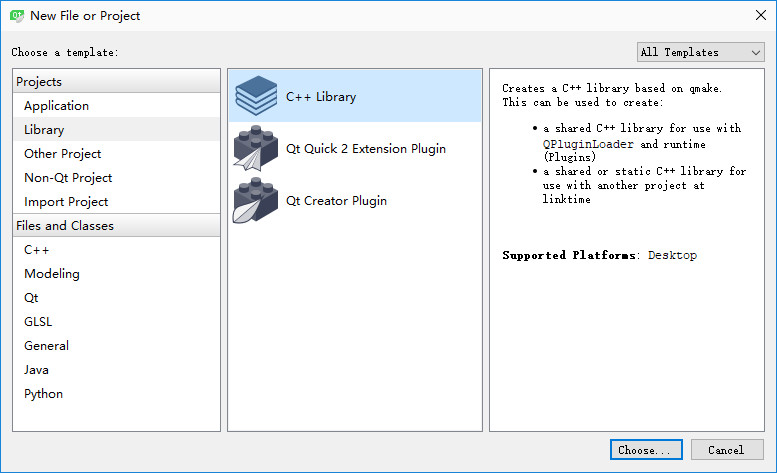 New File or Project
Choose a template:
All Templates
Projects
Application
Library
Other Project
Non-Qt Project
Import Project
Files and Classes
C++
Modeling
Qt
GLSL
General
Java
Python
C++ Library
Qt Quick 2 Extension Plugin
Qt Creator Plugin
Creates a C++ library based on qmake.
This can be used to create:
• a shared C++ library for use with
QPluginLoader and runtime
(Plugins)
• a shared or static C++ library for
use with another project at
linktime
Supported Platforms: Desktop
Choose...
Cancel